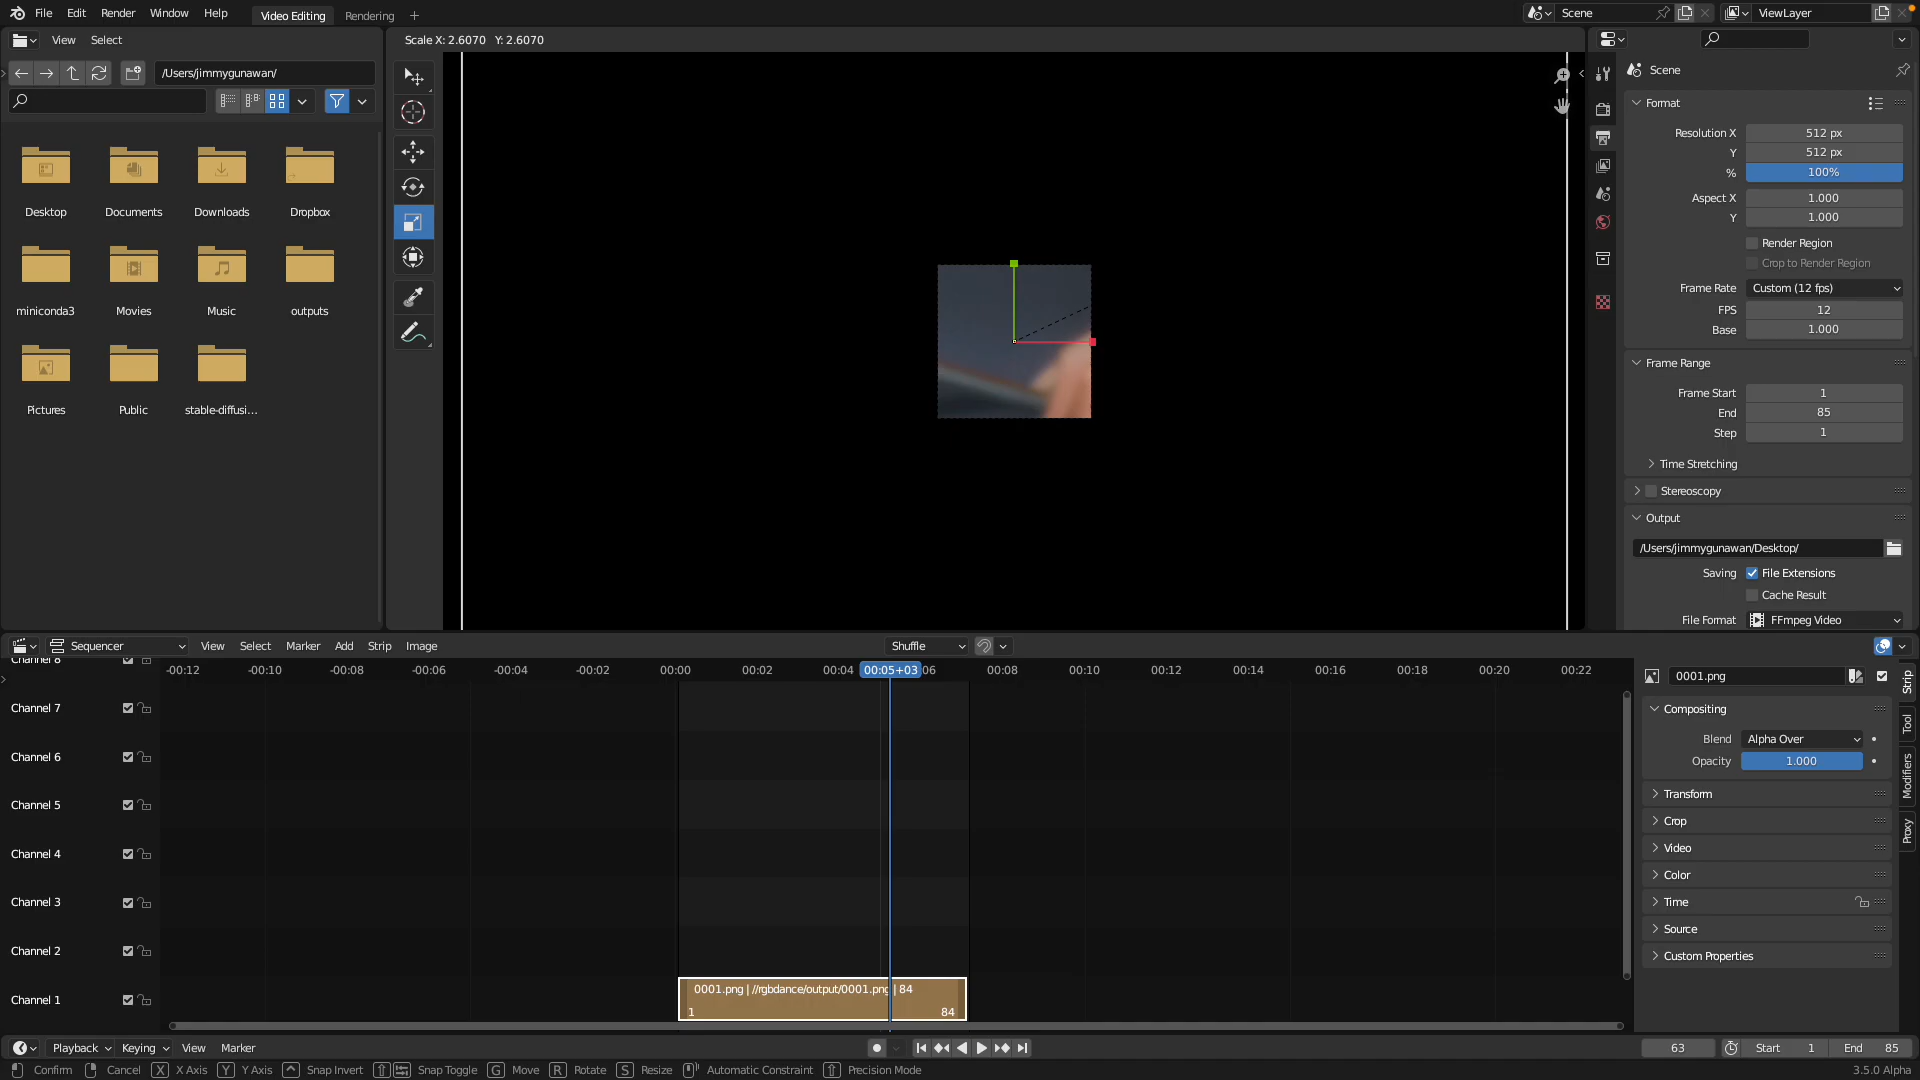 File Edit Render Window Help Video Editing Rendering + Scene ViewLayer
View Select
Scale X: 2.6070 Y: 2.6070
/Users/jimmygunawan/
Desktop Documents Downloads Dropbox
miniconda3 Movies Music outputs
Pictures Public stable-diffusi...
Scene
Format
Resolution X 512 px
Y 512 px
% 100%
Aspect X 1.000
Y 1.000
Render Region
Crop to Render Region
Frame Rate Custom (12 fps)
FPS 12
Base 1.000
Frame Range
Frame Start 1
End 85
Step 1
Time Stretching
Stereoscopy
Output
/Users/jimmygunawan/Desktop/
Saving File Extensions
Cache Result
File Format FFmpeg Video
Sequencer View Select Marker Add Strip Image Shuffle
-00:12 -00:10 -00:08 -00:06 -00:04 -00:02 00:00 00:02 00:04 00:05+03 06 00:08 00:10 00:12 00:14 00:16 00:18 00:20 00:22
Channel 8
Channel 7
Channel 6
Channel 5
Channel 4
Channel 3
Channel 2
Channel 1
0001.png | //rgbdance/output/0001.png | 84
1 84
0001.png
Compositing
Blend Alpha Over
Opacity 1.000
Transform
Crop
Video
Color
Time
Source
Custom Properties
Strip
Tool
Modifiers
Proxy
Playback Keying View Marker 63 Start 1 End 85
Confirm Cancel X X Axis Y Y Axis Snap Invert Snap Toggle G Move R Rotate S Resize Automatic Constraint Precision Mode 3.5.0 Alpha